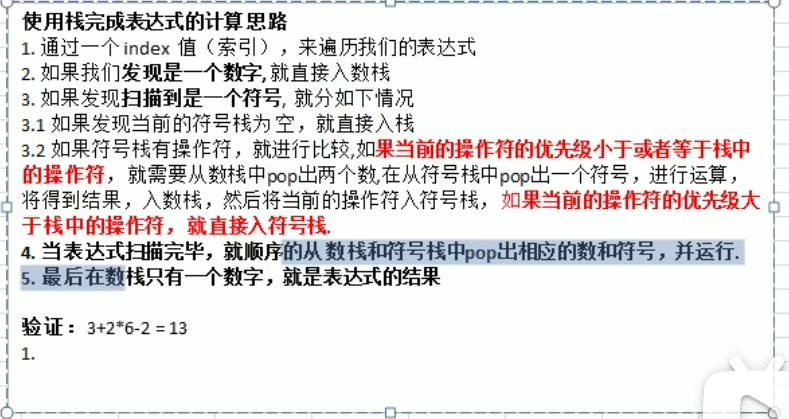 使用栈完成表达式的计算 思路
1. 通过一个 index 值（索引），来遍历我们的表达式
2. 如果我们发现是一个数字, 就直接入数栈
3. 如果发现扫描到是一个符号, 就分如下情况
3.1 如果发现当前的符号栈为 空，就直接入栈
3.2 如果符号栈有操作符，就进行比较,如果当前的操作符的优先级小于或者等于栈中
的操作符，就需要从数栈中pop出两个数,在从符号栈中pop出一个符号，进行运算，
将得到结果，入数栈，然后将当前的操作符入符号栈，如果当前的操作符的优先级大
于栈中的操作符，就直接入符号栈.
4. 当表达式扫描完毕，就顺序的从 数栈和符号栈中pop出相应的数和符号，并运行.
5. 最后在数栈只有一个数字，就是表达式的结果
验证：3+2*6-2 = 13
1.